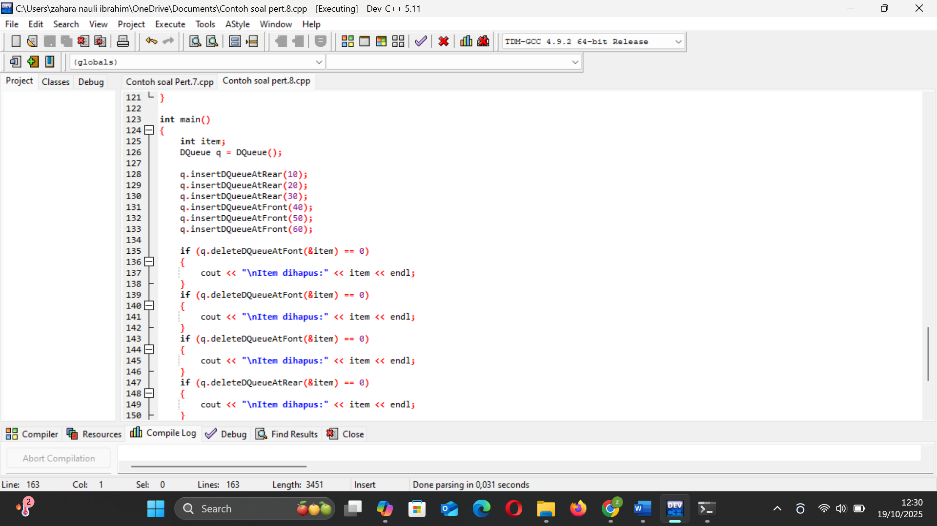 C:\Users\zahara nauli ibrahim\OneDrive\Documents\Contoh soal pert.8.cpp - [Executing] - Dev-C++ 5.11
File Edit Search View Project Execute Tools AStyle Window Help
TDM-GCC 4.9.2 64-bit Release
(globals)
Project Classes Debug Contoh soal Pert.7.cpp Contoh soal pert.8.cpp
121 }
122
123 int main()
124 {
125 int item;
126 DQueue q = DQueue();
127
128 q.insertDQueueAtRear(10);
129 q.insertDQueueAtRear(20);
130 q.insertDQueueAtRear(30);
131 q.insertDQueueAtFront(40);
132 q.insertDQueueAtFront(50);
133 q.insertDQueueAtFront(60);
134
135 if (q.deleteDQueueAtFont(&item) == 0)
136 {
137 cout << "\nItem dihapus:" << item << endl;
138 }
139 if (q.deleteDQueueAtFont(&item) == 0)
140 {
141 cout << "\nItem dihapus:" << item << endl;
142 }
143 if (q.deleteDQueueAtFont(&item) == 0)
144 {
145 cout << "\nItem dihapus:" << item << endl;
146 }
147 if (q.deleteDQueueAtRear(&item) == 0)
148 {
149 cout << "\nItem dihapus:" << item << endl;
150 }
Compiler Resources Compile Log Debug Find Results Close
Abort Compilation
Line: 163 Col: 1 Sel: 0 Lines: 163 Length: 3451 Insert Done parsing in 0,031 seconds
2
Search
2
DEV
12:30
19/10/2025